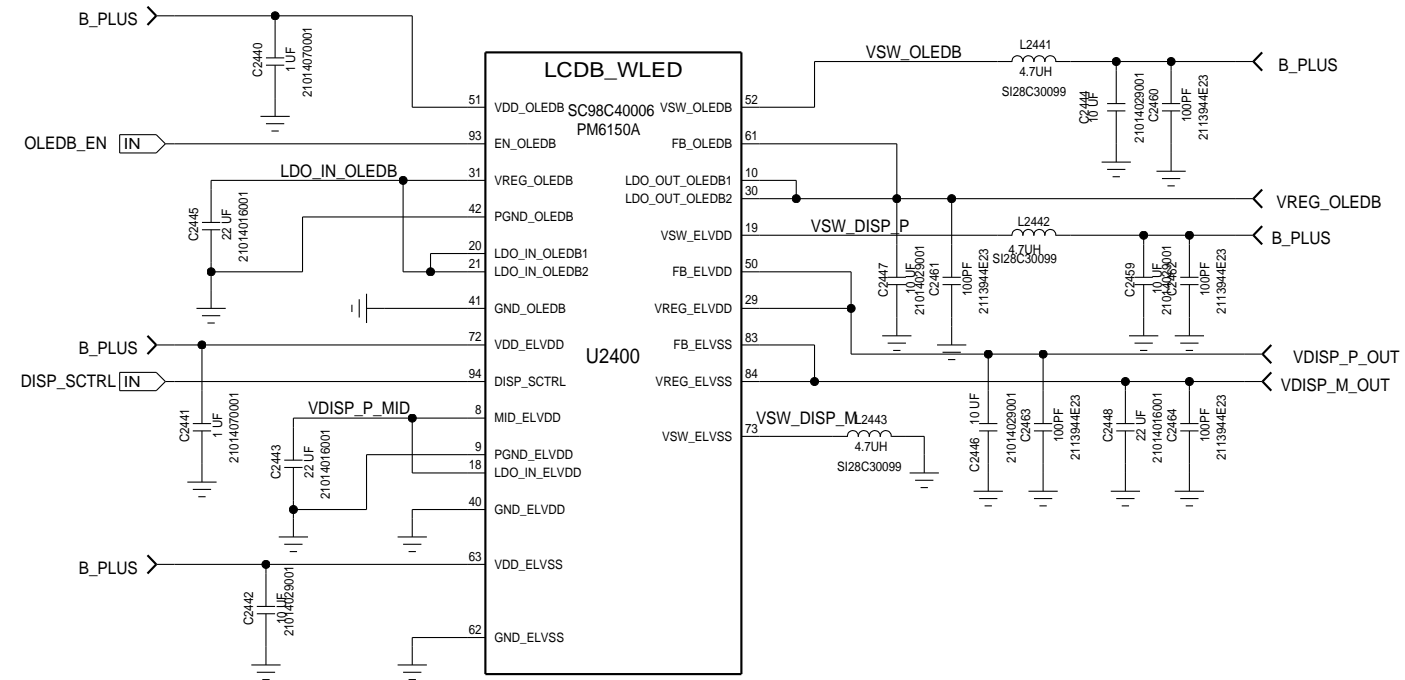 B_PLUS
C2440
1 UF
21014070001
OLEDB_EN
IN
LDO_IN_OLEDB
C2445
22 UF
21014016001
B_PLUS
DISP_SCTRL
IN
C2441
1 UF
21014070001
VDISP_P_MID
C2443
22 UF
21014016001
B_PLUS
C2442
10 UF
21014029001
LCDB_WLED
SC98C40006
PM6150A
U2400
51 VDD_OLEDB
93 EN_OLEDB
31 VREG_OLEDB
42 PGND_OLEDB
20 LDO_IN_OLEDB1
21 LDO_IN_OLEDB2
41 GND_OLEDB
72 VDD_ELVDD
94 DISP_SCTRL
8 MID_ELVDD
9 PGND_ELVDD
18 LDO_IN_ELVDD
40 GND_ELVDD
63 VDD_ELVSS
62 GND_ELVSS
VSW_OLEDB 52
FB_OLEDB 61
LDO_OUT_OLEDB1 10
LDO_OUT_OLEDB2 30
VSW_ELVDD 19
FB_ELVDD 50
VREG_ELVDD 29
FB_ELVSS 83
VREG_ELVSS 84
VSW_ELVSS 73
VSW_OLEDB
L2441
4.7UH
SI28C30099
C2444
10 UF
21014029001
C2460
100PF
2113944E23
B_PLUS
VREG_OLEDB
VSW_DISP_P
L2442
4.7UH
SI28C30099
B_PLUS
C2447
10 UF
21014029001
C2461
100PF
2113944E23
C2459
10 UF
21014029001
C2462
100PF
2113944E23
VDISP_P_OUT
VDISP_M_OUT
VSW_DISP_M
L2443
4.7UH
SI28C30099
C2446
10 UF
21014029001
C2463
100PF
2113944E23
C2448
22 UF
21014016001
C2464
100PF
2113944E23